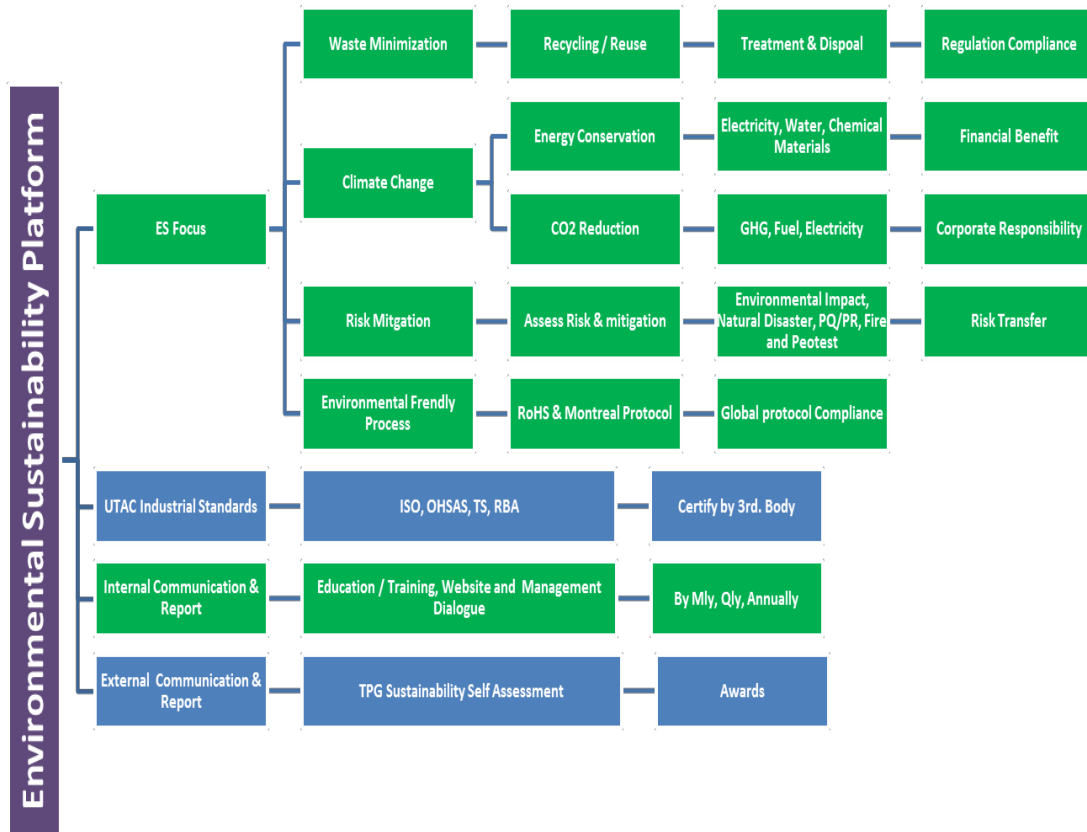 Environmental Sustainability Platform
ES Focus
Waste Minimization
Recycling / Reuse
Treatment & Dispoal
Regulation Compliance
Climate Change
Energy Conservation
Electricity, Water, Chemical
Materials
Financial Benefit
CO2 Reduction
GHG, Fuel, Electricity
Corporate Responsibility
Risk Mitgation
Assess Risk & mitigation
Environmental Impact,
Natural Disaster, PQ/PR, Fire
and Peotest
Risk Transfer
Environmental Frendly
Process
RoHS & Montreal Protocol
Global protocol Compliance
UTAC Industrial Standards
ISO, OHSAS, TS, RBA
Certify by 3rd. Body
Internal Communication &
Report
Education / Training, Website and Management
Dialogue
By Mly, Qly, Annually
External Communication &
Report
TPG Sustainability Self Assessment
Awards